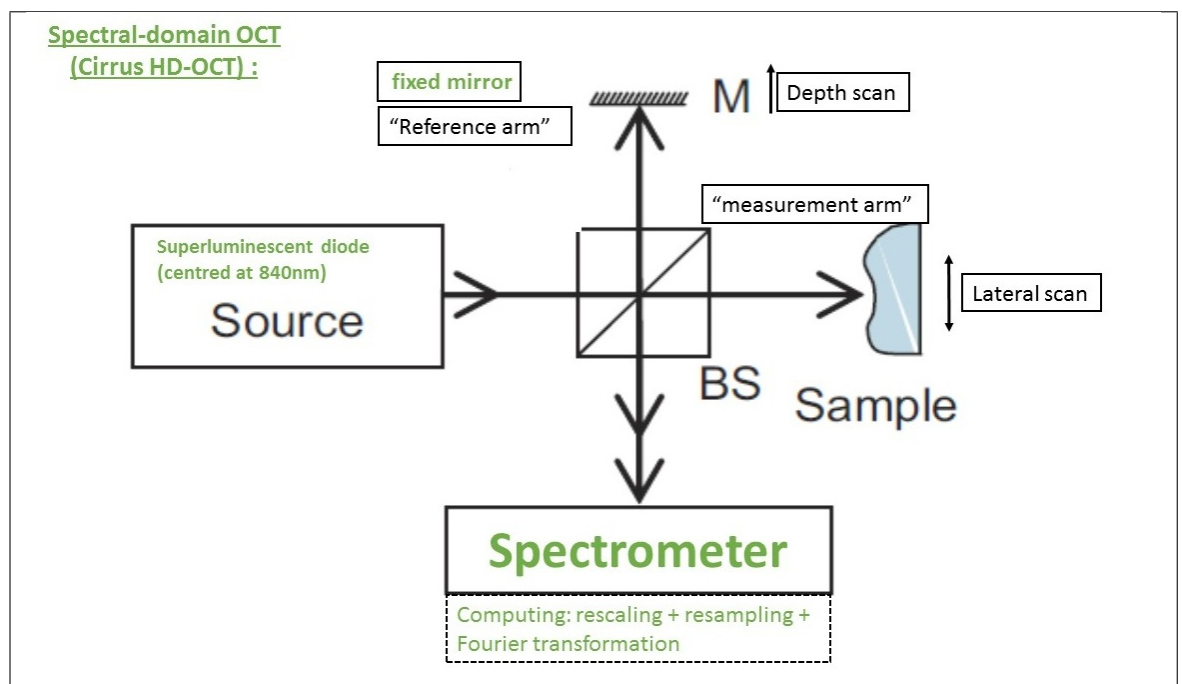 Spectral-domain OCT
(Cirrus HD-OCT) :
fixed mirror
“Reference arm”
M
Depth scan
“measurement arm”
Superluminescent diode
(centred at 840nm)
Source
Lateral scan
BS
Sample
Spectrometer
Computing: rescaling + resampling +
Fourier transformation